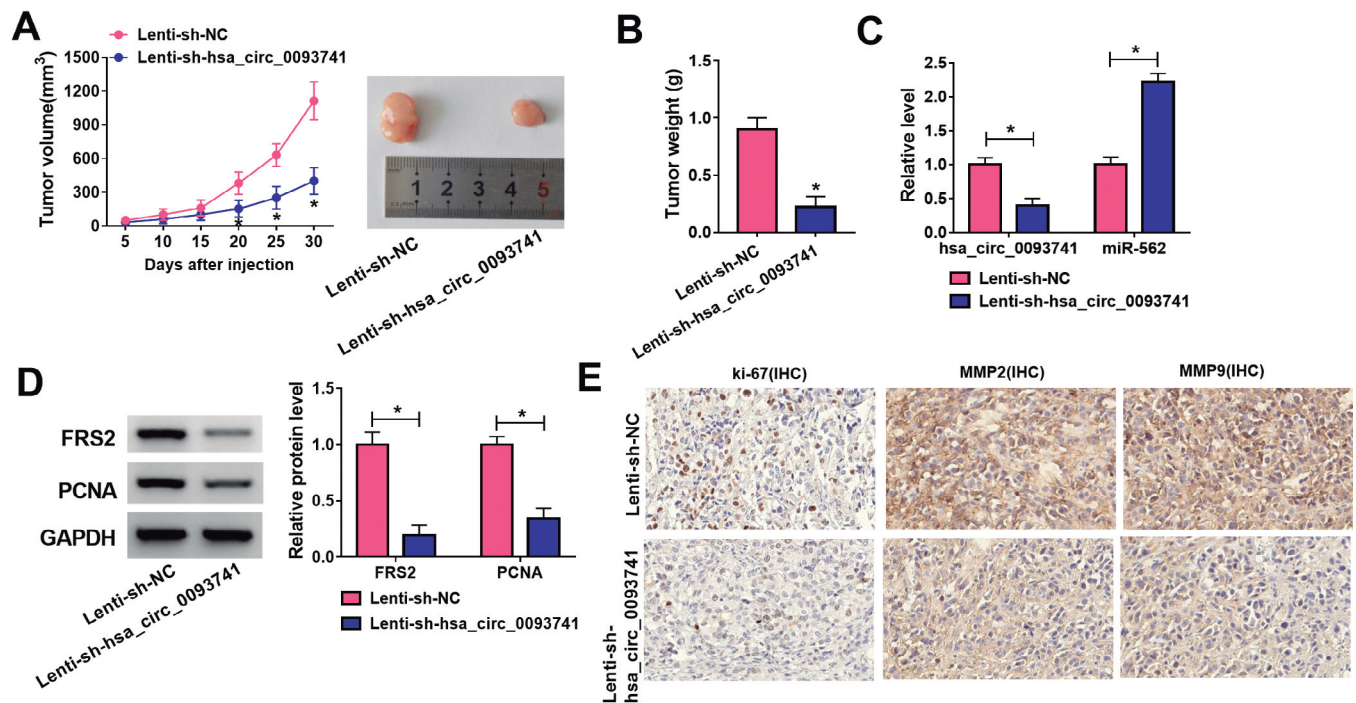 A
Lenti-sh-NC
Lenti-sh-hsa_circ_0093741
Tumor volume(mm3)
1500
1200
900
600
300
0
5 10 15 20 25 30
* * *
Days after injection
mm
1 2 3 4 5
Lenti-sh-NC
Lenti-sh-hsa_circ_0093741
B
Tumor weight (g)
1.5
1.0
0.5
0.0
*
Lenti-sh-NC
Lenti-sh-hsa_circ_0093741
C
Relative level
2.5
2.0
1.5
1.0
0.5
0.0
*
*
hsa_circ_0093741 miR-562
Lenti-sh-NC
Lenti-sh-hsa_circ_0093741
D
FRS2
PCNA
GAPDH
Lenti-sh-NC
Lenti-sh-hsa_circ_0093741
Relative protein level
1.5
1.0
0.5
0.0
* *
FRS2 PCNA
Lenti-sh-NC
Lenti-sh-hsa_circ_0093741
E
ki-67(IHC) MMP2(IHC) MMP9(IHC)
Lenti-sh-NC
Lenti-sh-
hsa_circ_0093741